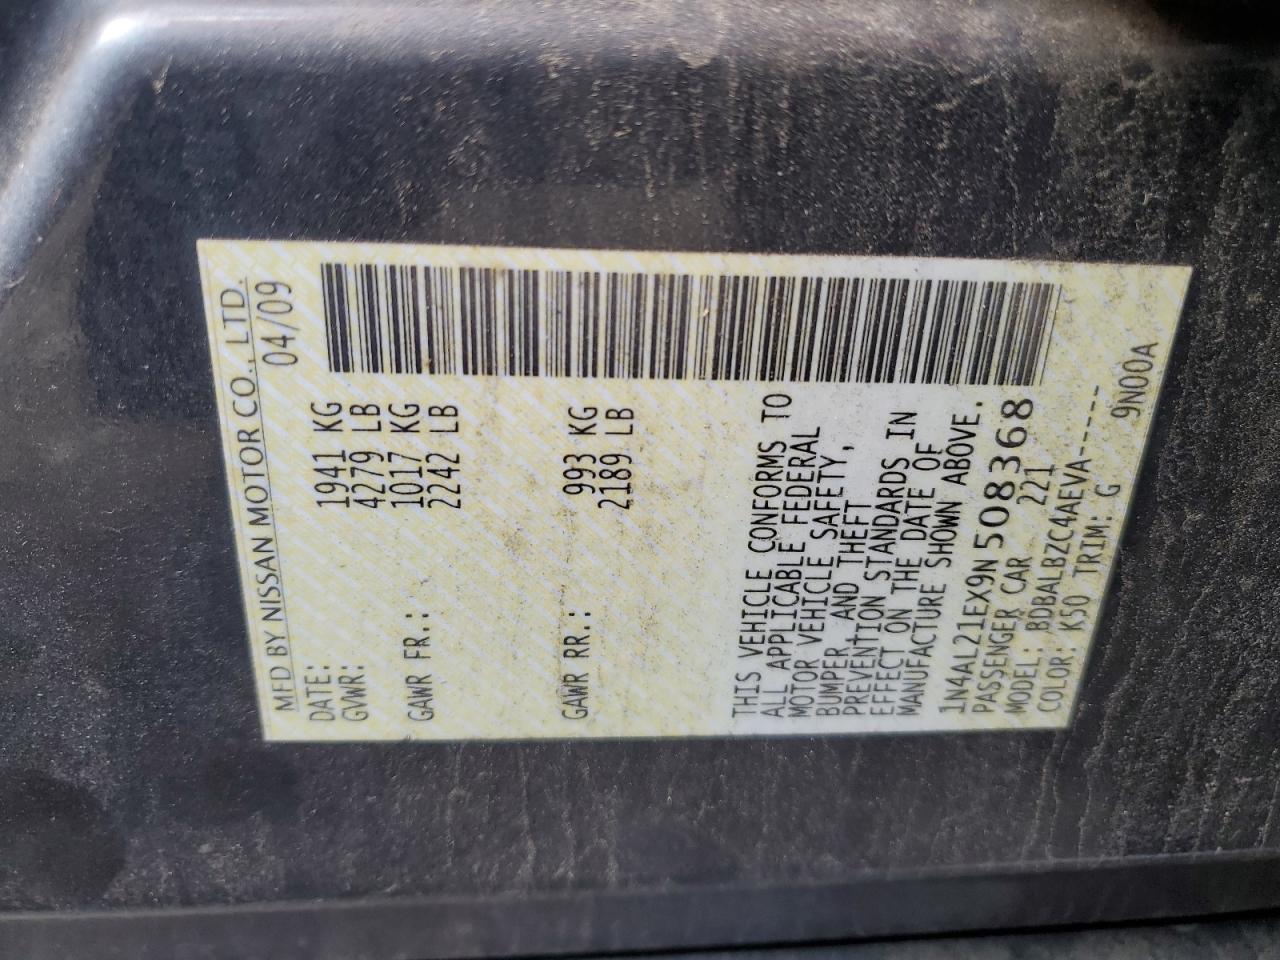 MFD BY NISSAN MOTOR CO., LTD.
DATE: 04/09
GVWR: 1941 KG
4279 LB
GAWR FR.: 1017 KG
2242 LB
GAWR RR.: 993 KG
2189 LB
THIS VEHICLE CONFORMS TO
ALL APPLICABLE FEDERAL
MOTOR VEHICLE SAFETY,
BUMPER, AND THEFT
PREVENTION STANDARDS IN
EFFECT ON THE DATE OF
MANUFACTURE SHOWN ABOVE.
1N4AL21EX9N508368
PASSENGER CAR 221
MODEL: BDBALBZC4AEVA-----
COLOR: K50 TRIM: G
9N00A